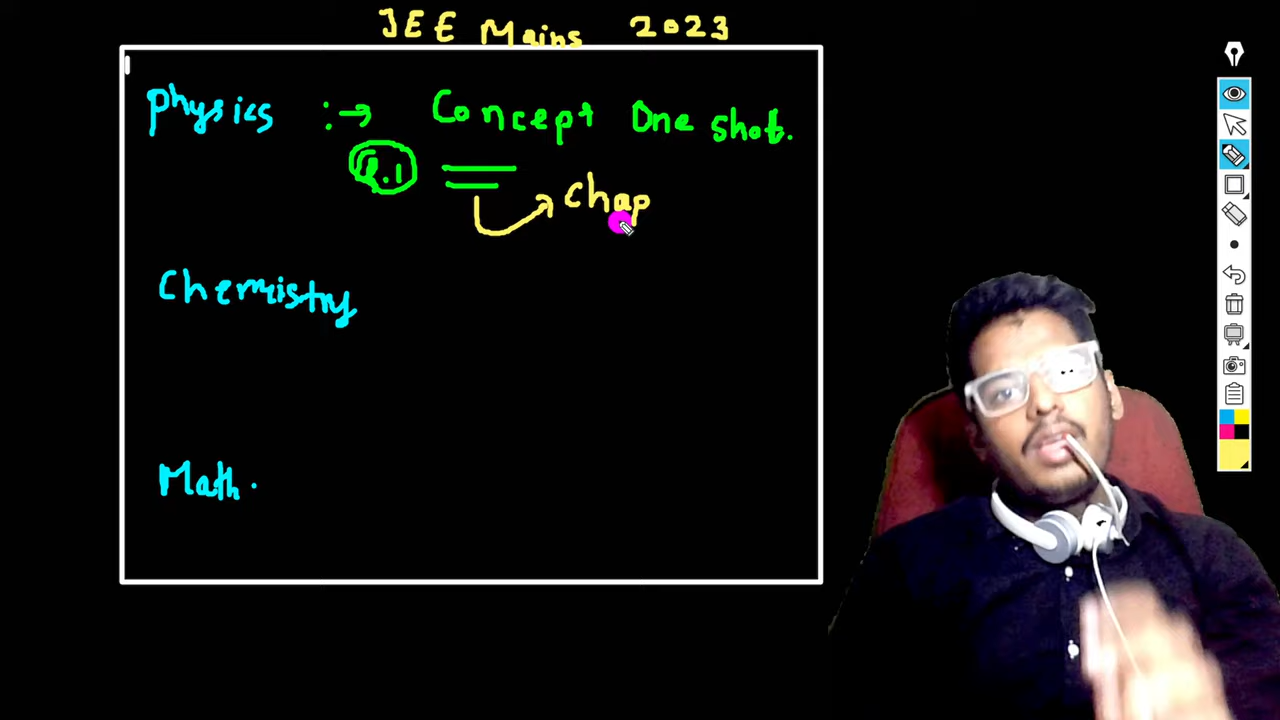 JEE Mains 2023
Physics :→ Concept One shot.
Q.1
Chap
Chemistry
Math.